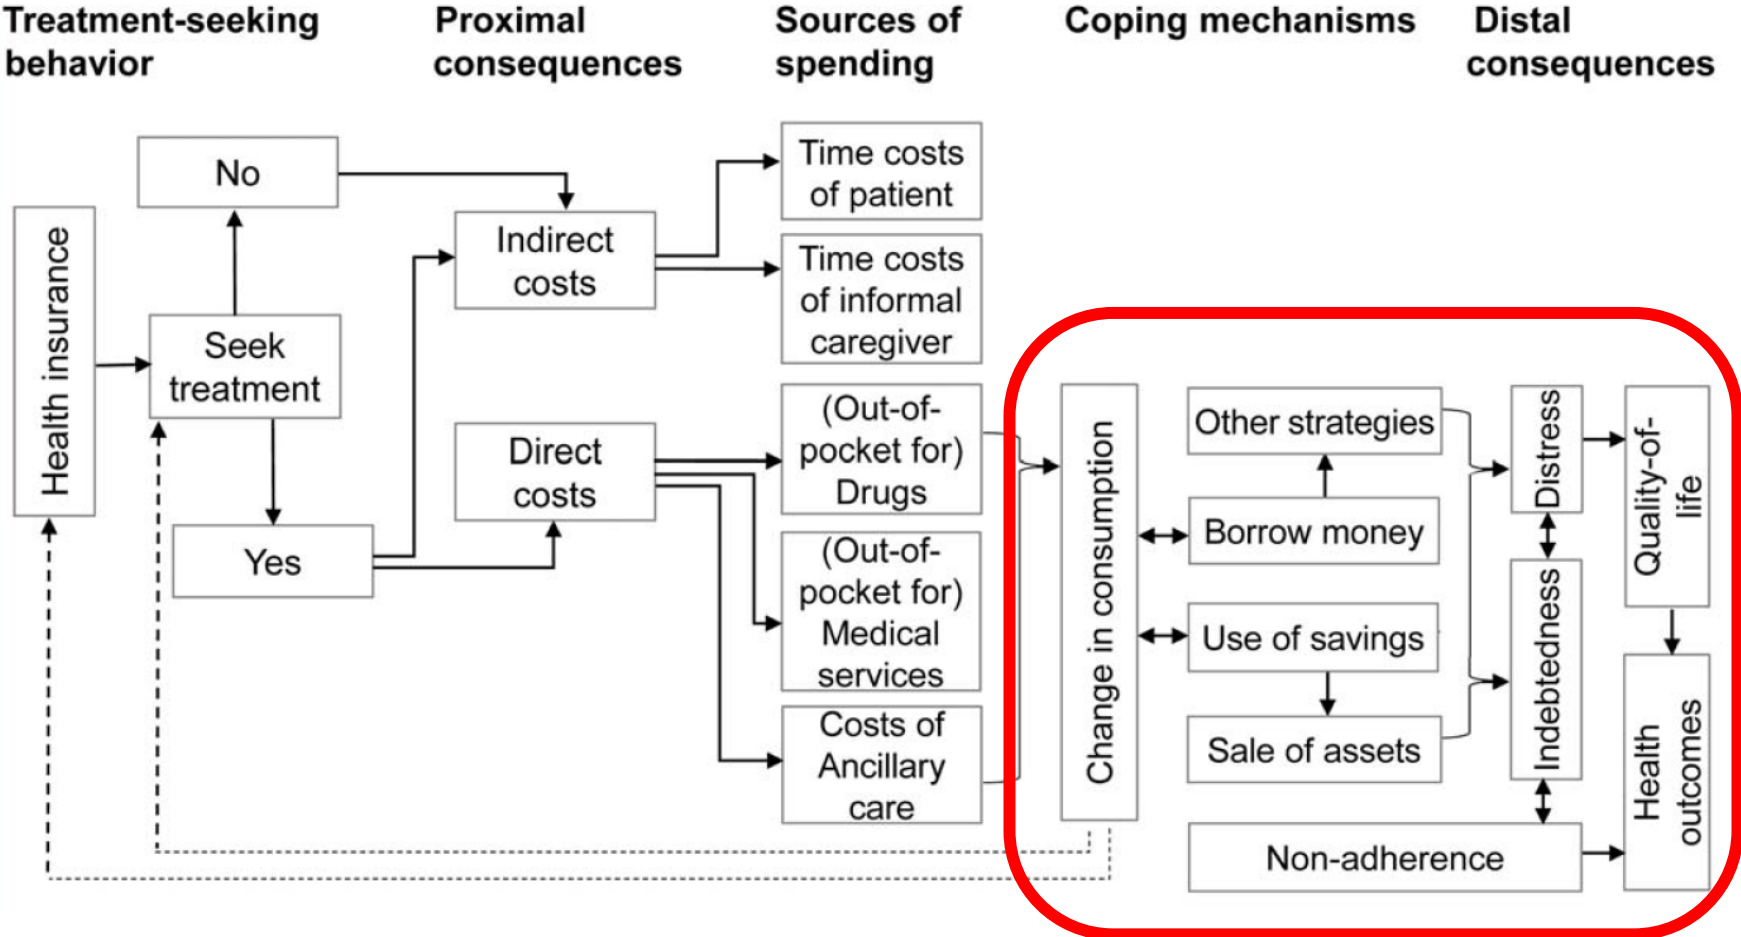 Treatment-seeking
behavior
Proximal
consequences
Sources of
spending
Coping mechanisms
Distal
consequences
Health insurance
No
Seek
treatment
Yes
Indirect
costs
Direct
costs
Time costs
of patient
Time costs
of informal
caregiver
(Out-of-
pocket for)
Drugs
(Out-of-
pocket for)
Medical
services
Costs of
Ancillary
care
Change in consumption
Other strategies
Borrow money
Use of savings
Sale of assets
Non-adherence
Distress
Indebtedness
Quality-of-
life
Health
outcomes